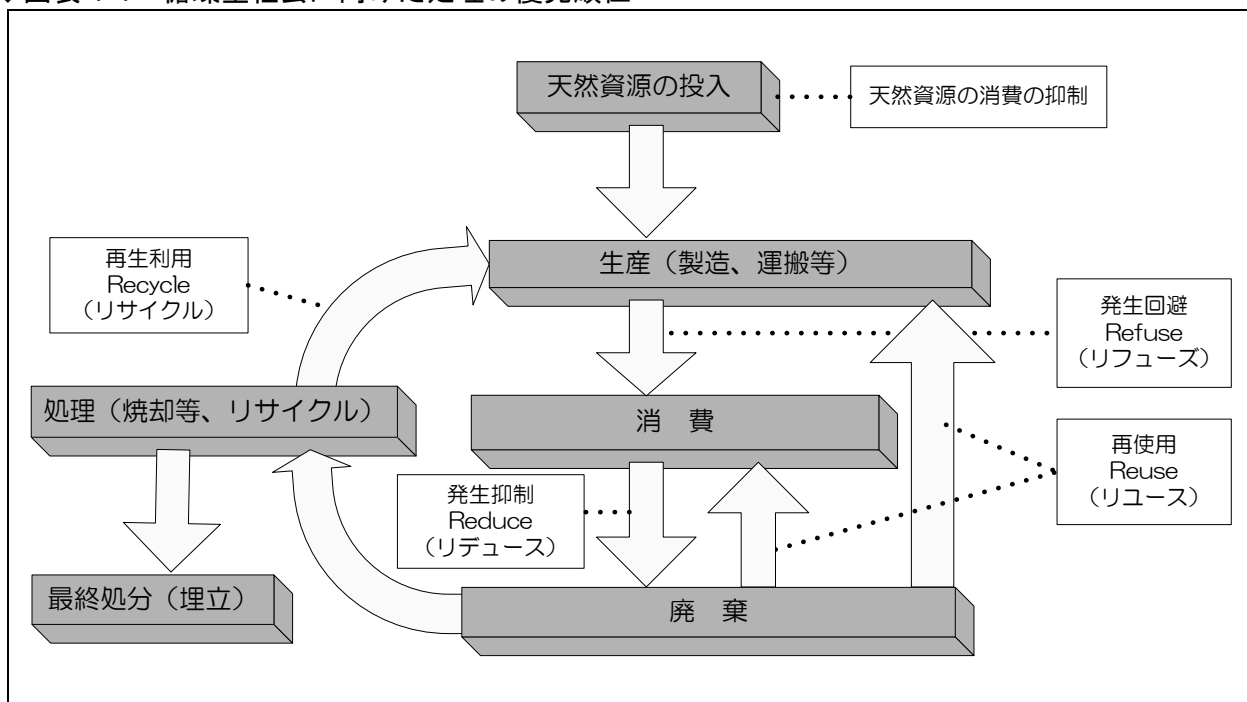 天然資源の投入
天然資源の消費の抑制
再生利用
Recycle
（リサイクル）
生産（製造、運搬等）
発生回避
Refuse
（リフューズ）
処理（焼却等、リサイクル）
消　費
再使用
Reuse
（リユース）
発生抑制
Reduce
（リデュース）
最終処分（埋立）
廃　棄